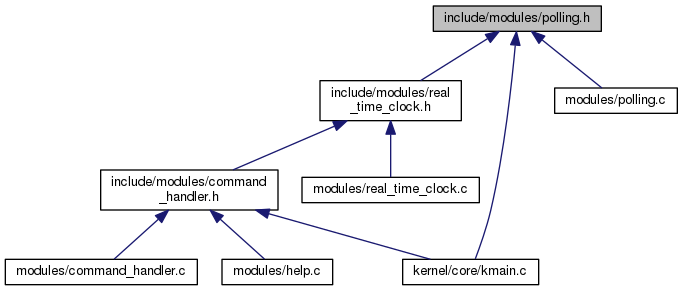 include/modules/polling.h
include/modules/real
_time_clock.h
modules/polling.c
include/modules/command
_handler.h
modules/real_time_clock.c
modules/command_handler.c
modules/help.c
kernel/core/kmain.c